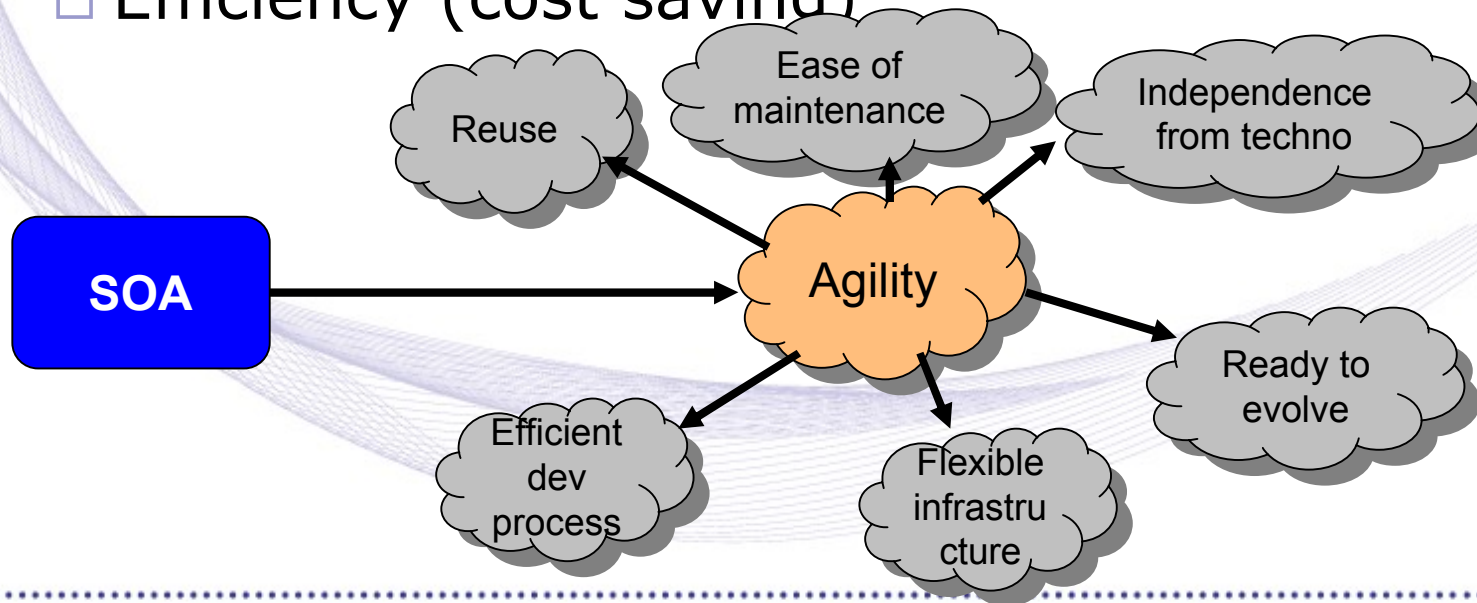 Efficiency (cost saving)
Ease of
maintenance
Independence
from techno
Reuse
SOA
Agility
Ready to
evolve
Efficient
dev
process
Flexible
infrastru
cture